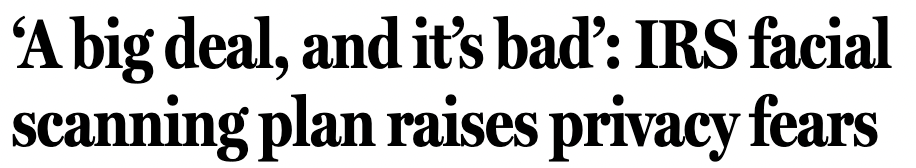 ‘A big deal, and it’s bad’: IRS facial
scanning plan raises privacy fears